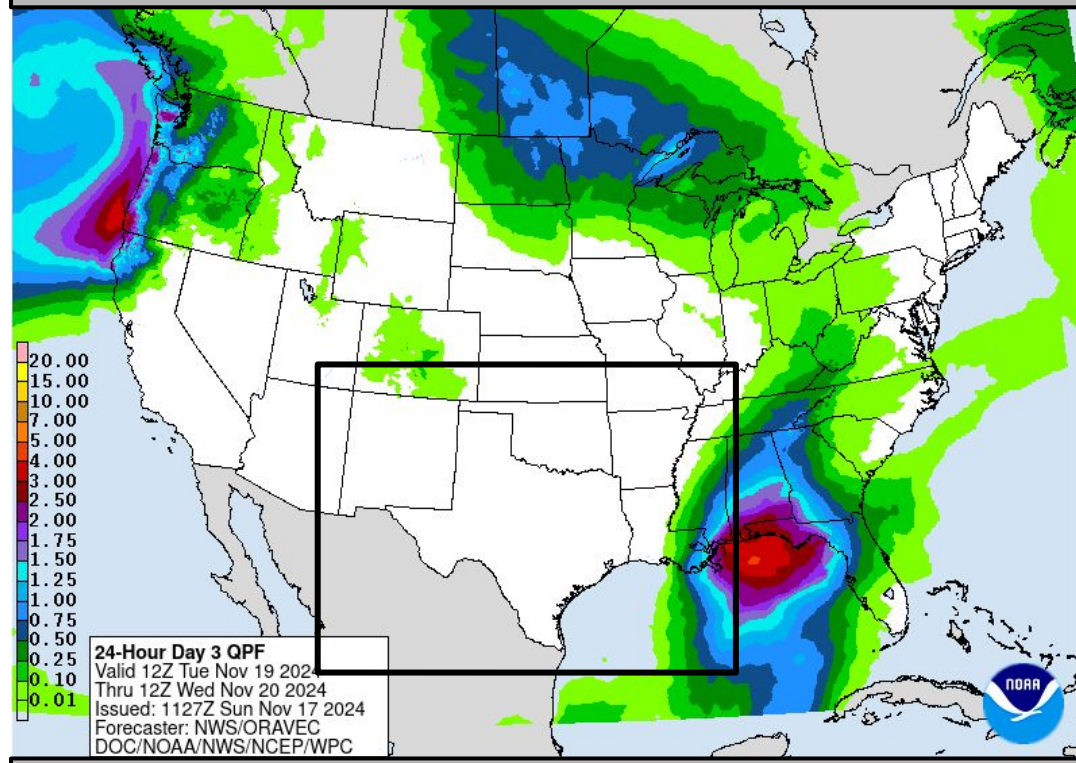 20.00
15.00
10.00
7.00
5.00
4.00
3.00
2.50
2.00
1.75
1.50
1.25
1.00
0.75
0.50
0.25
0.10
0.01
24-Hour Day 3 QPF
Valid 12Z Tue Nov 19 2024
Thru 12Z Wed Nov 20 2024
Issued: 1127Z Sun Nov 17 2024
Forecaster: NWS/ORAVEC
DOC/NOAA/NWS/NCEP/WPC
NOAA